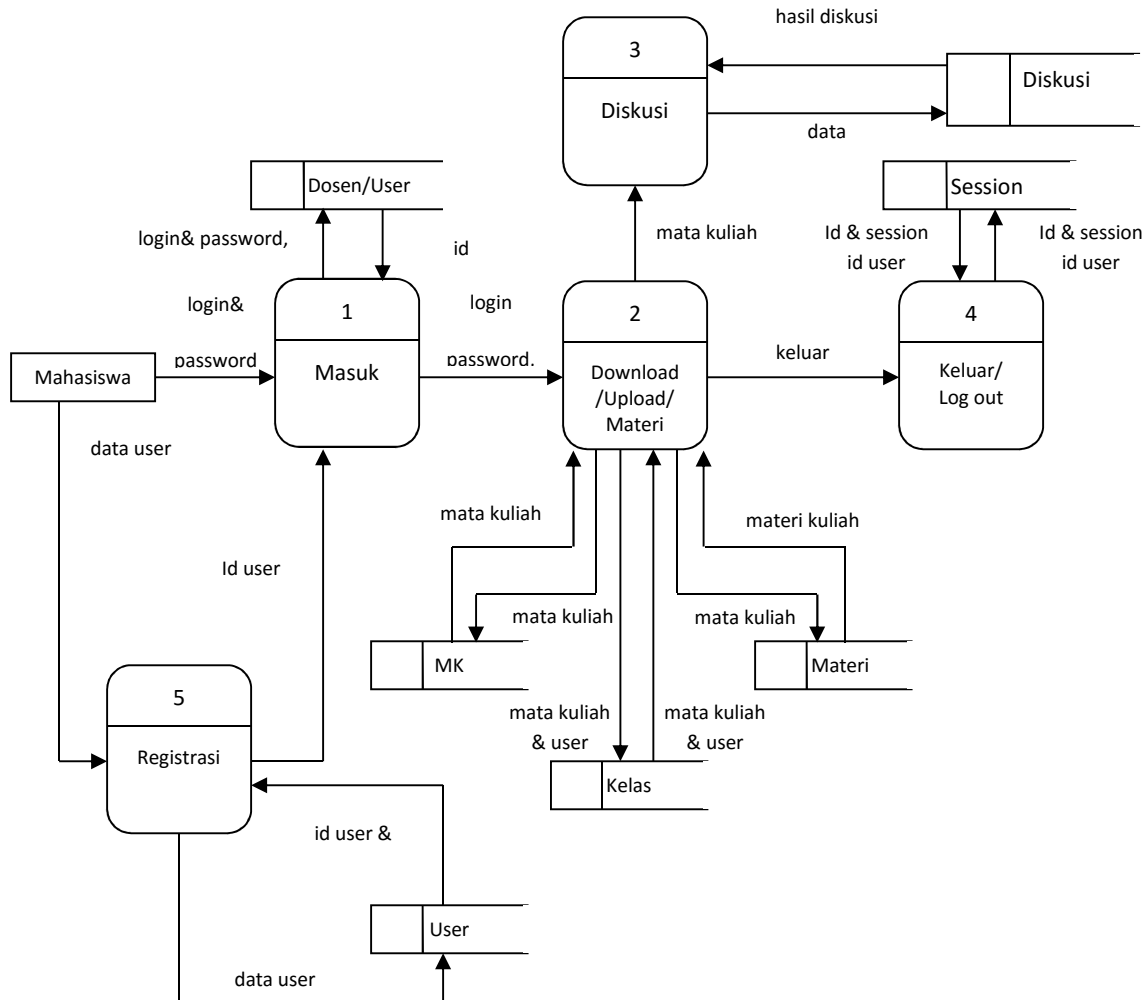 hasil diskusi
3
Diskusi
Diskusi
data
Dosen/User
Session
login& password,
id
mata kuliah
Id & session
id user
Id & session
id user
login&
password
1
Masuk
login
password.
2
Download
/Upload/
Materi
keluar
4
Keluar/
Log out
Mahasiswa
data user
mata kuliah
materi kuliah
Id user
mata kuliah
mata kuliah
MK
Materi
5
Registrasi
mata kuliah
& user
mata kuliah
& user
Kelas
id user &
User
data user